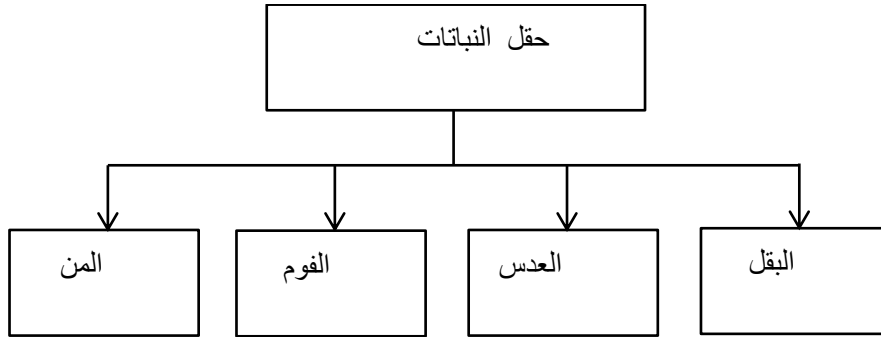 حقل النباتات
البقل
العدس
الفوم
المن